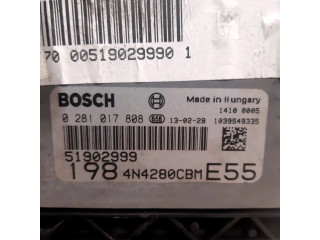 70 00519029990 1
BOSCH Made in Hungary
1410 0005
0 281 017 808 13-02-28 1039S49335
51902999
198 4N4280CBM E55